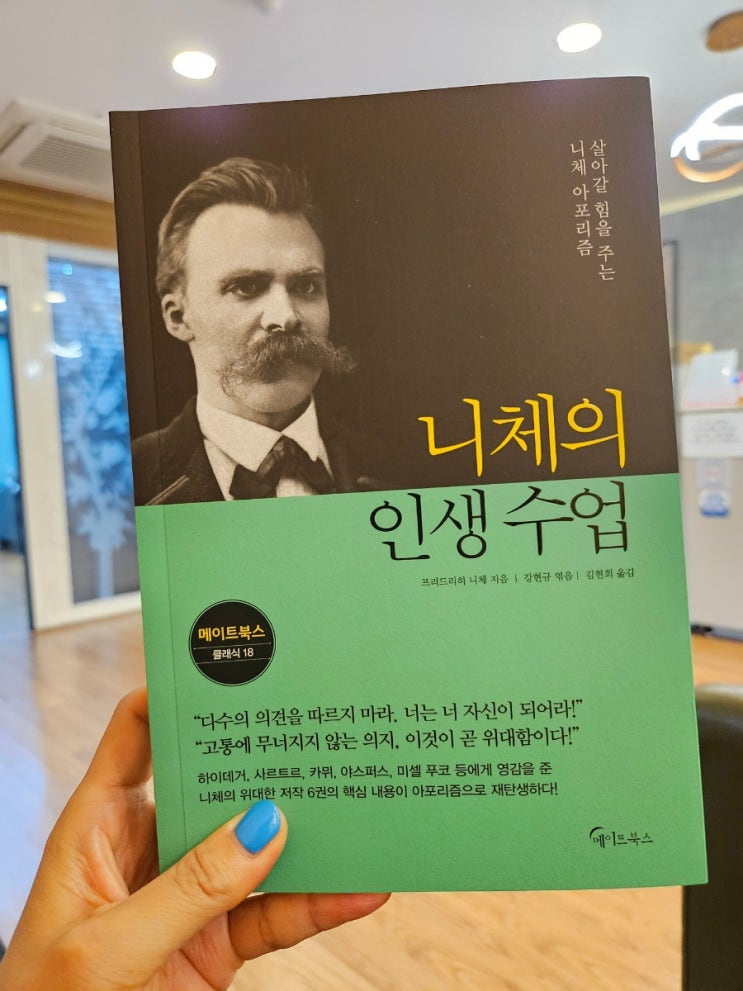 살아갈 힘을 주는
니체 아포리즘
니체의
인생 수업
프리드리히 니체 지음 | 강현규 엮음 | 김현희 옮김
메이트북스
클래식 18
“다수의 의견을 따르지 마라. 너는 너 자신이 되어라!”
“고통에 무너지지 않는 의지, 이것이 곧 위대함이다!”
하이데거, 사르트르, 카뮈, 야스퍼스, 미셸 푸코 등에게 영감을 준
니체의 위대한 저작 6권의 핵심 내용이 아포리즘으로 재탄생하다!
메이트북스